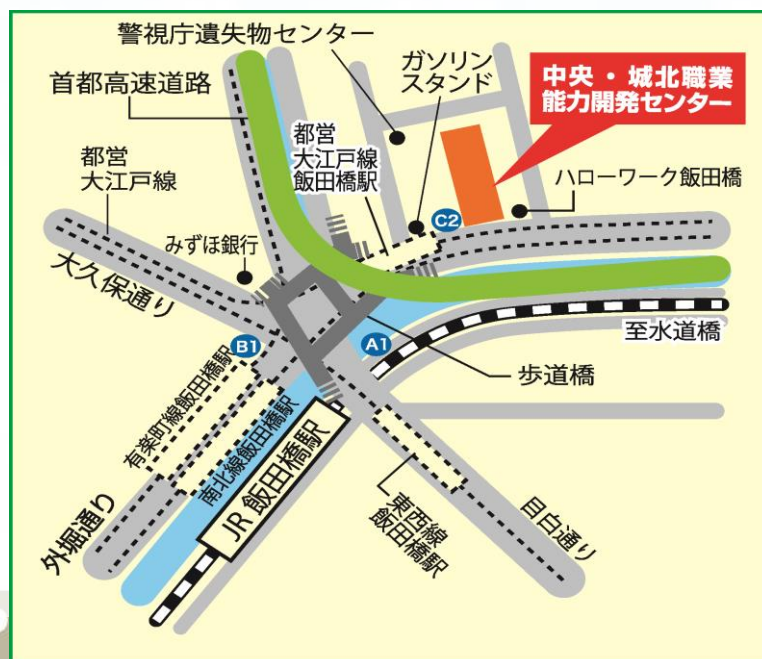 警視庁遺失物センター
首都高速道路
ガソリン
スタンド
中央・城北職業
能力開発センター
都営
大江戸線
飯田橋駅
都営
大江戸線
ハローワーク飯田橋
C2
みずほ銀行
大久保通り
B1
A1
至水道橋
歩道橋
有楽町線飯田橋駅
南北線飯田橋駅
JR 飯田橋駅
東西線
飯田橋駅
目白通り
外堀通り